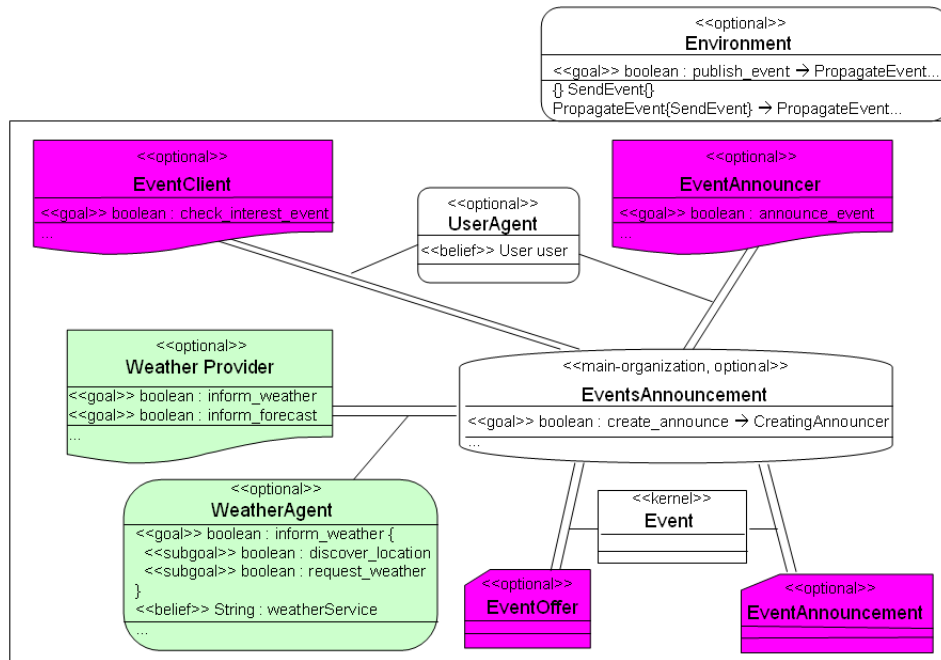 <<optional>>
Environment
<<goal>> boolean : publish_event → PropagateEvent...
{} SendEvent{}
PropagateEvent{SendEvent} → PropagateEvent...
<<optional>>
EventClient
<<goal>> boolean : check_interest_event
...
<<optional>>
EventAnnouncer
<<goal>> boolean : announce_event
...
<<optional>>
UserAgent
<<belief>> User user
<<optional>>
Weather Provider
<<goal>> boolean : inform_weather
<<goal>> boolean : inform_forecast
...
<<main-organization, optional>>
EventsAnnouncement
<<goal>> boolean : create_announce → CreatingAnnouncer
...
<<optional>>
WeatherAgent
<<goal>> boolean : inform_weather {
<<subgoal>> boolean : discover_location
<<subgoal>> boolean : request_weather
}
<<belief>> String : weatherService
...
<<kernel>>
Event
<<optional>>
EventOffer
<<optional>>
EventAnnouncement